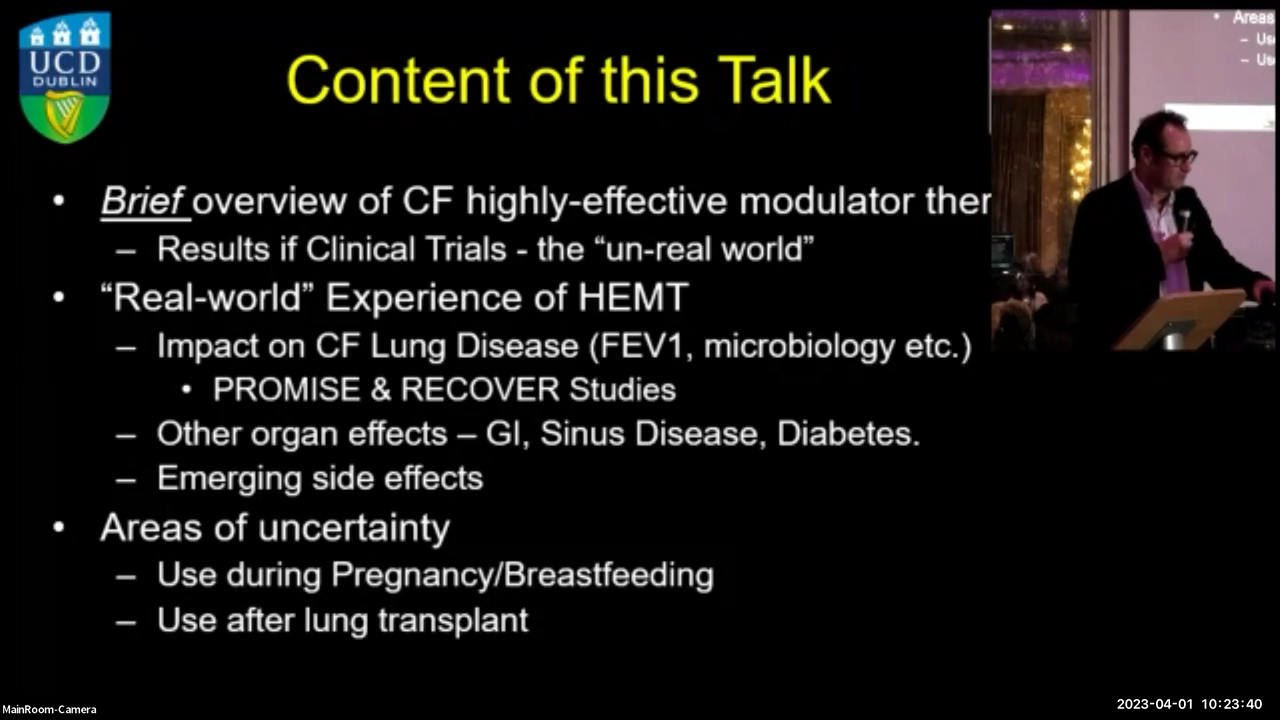 UCD
DUBLIN
Content of this Talk
• Brief overview of CF highly-effective modulator ther
– Results if Clinical Trials - the “un-real world”
• “Real-world” Experience of HEMT
– Impact on CF Lung Disease (FEV1, microbiology etc.)
• PROMISE & RECOVER Studies
– Other organ effects – GI, Sinus Disease, Diabetes.
– Emerging side effects
• Areas of uncertainty
– Use during Pregnancy/Breastfeeding
– Use after lung transplant
• Areas
– Us
– Us
MainRoom-Camera
2023-04-01 10:23:40